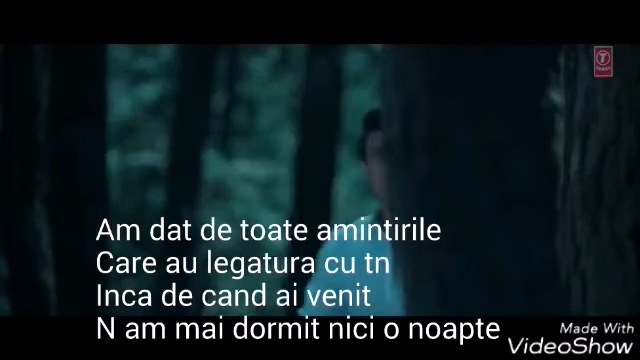 Am dat de toate amintirile
Care au legatura cu tn
Inca de cand ai venit
N am mai dormit nici o noapte
Made With
VideoShow